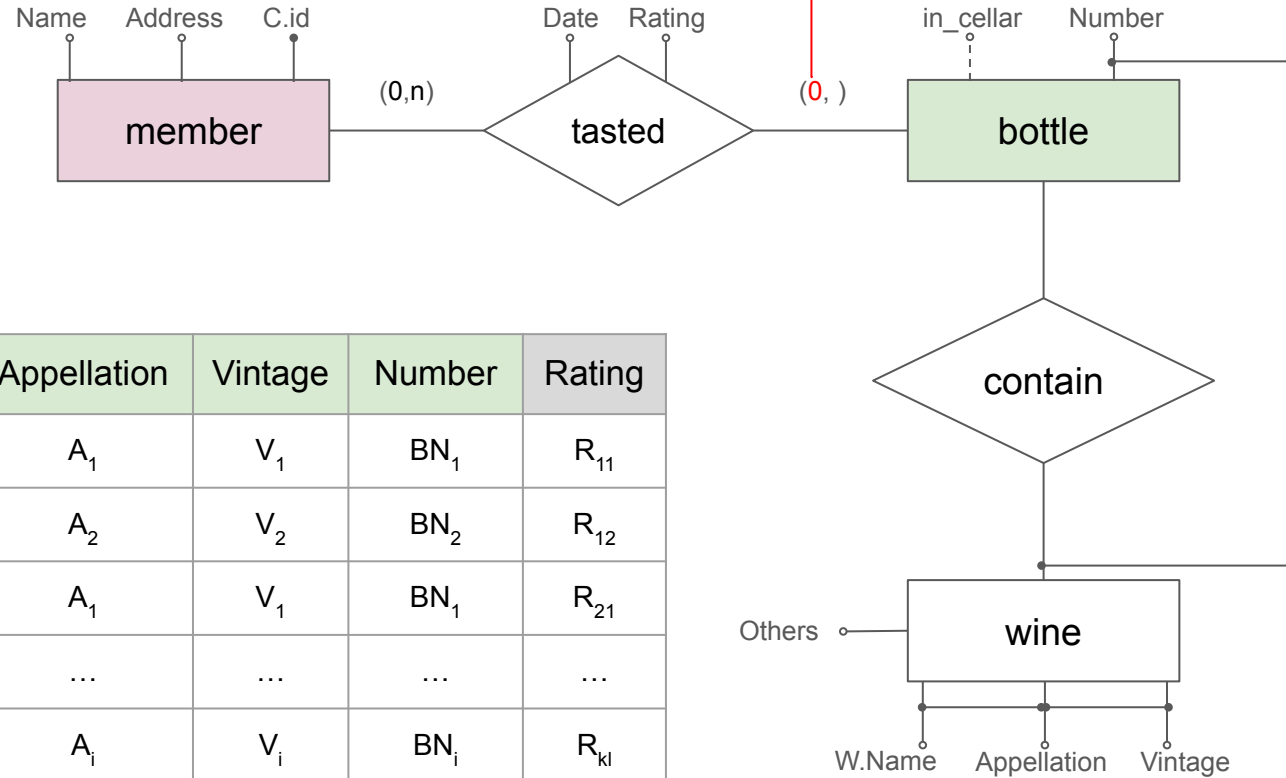 Name Address C.id Date Rating in_cellar Number
(0,n) (0, )
member tasted bottle
contain
Appellation Vintage Number Rating
A1 V1 BN1 R11
A2 V2 BN2 R12
A1 V1 BN1 R21
… … … …
Ai Vi BNi Rkl
Others wine
W.Name Appellation Vintage